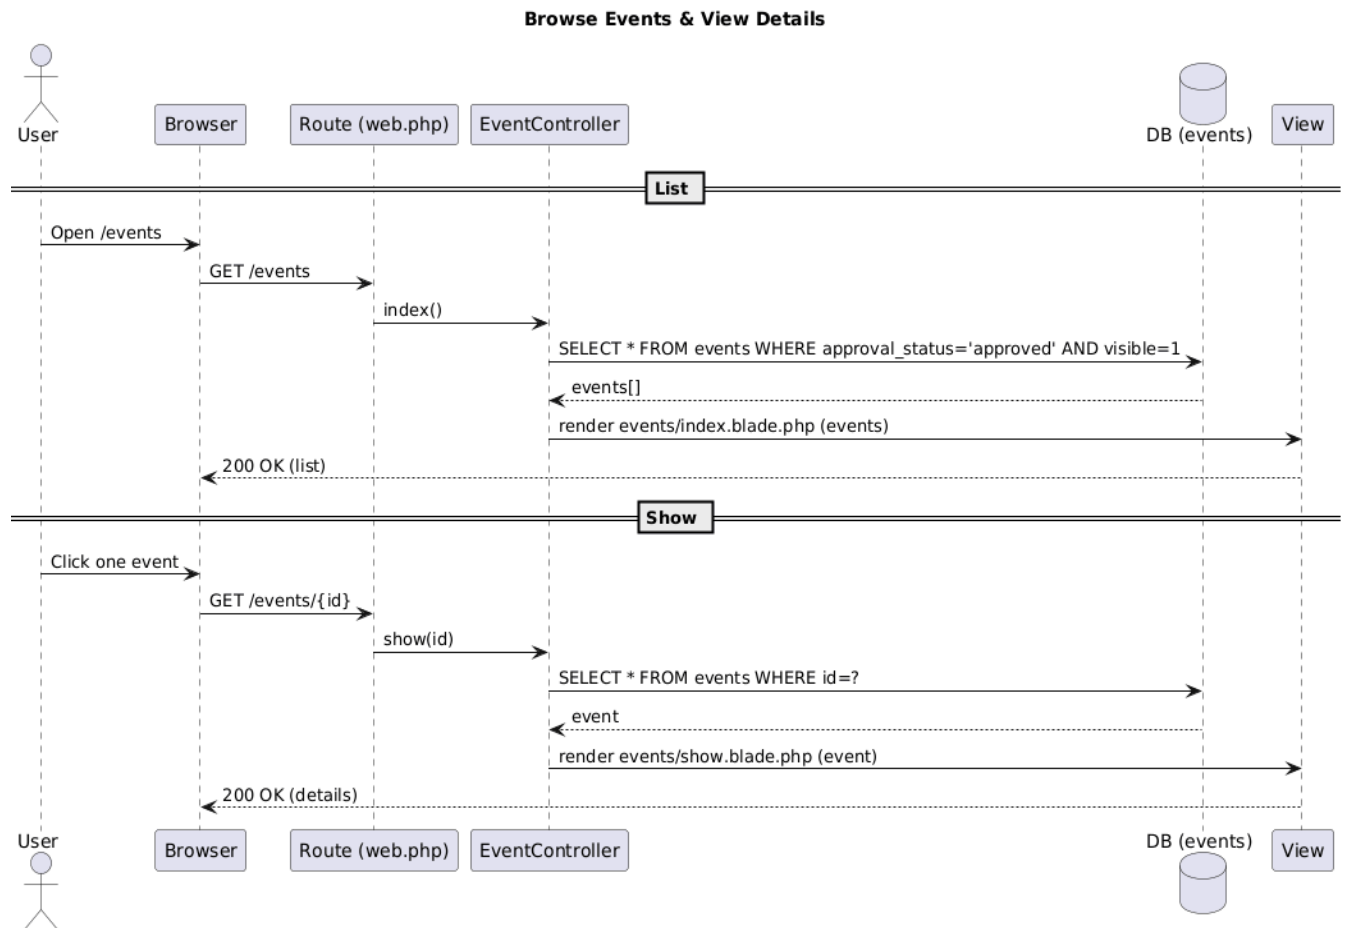 Browse Events & View Details
User
Browser
Route (web.php)
EventController
DB (events)
View
List
Open /events
GET /events
index()
SELECT * FROM events WHERE approval_status='approved' AND visible=1
events[]
render events/index.blade.php (events)
200 OK (list)
Show
Click one event
GET /events/{id}
show(id)
SELECT * FROM events WHERE id=?
event
render events/show.blade.php (event)
200 OK (details)
User
Browser
Route (web.php)
EventController
DB (events)
View